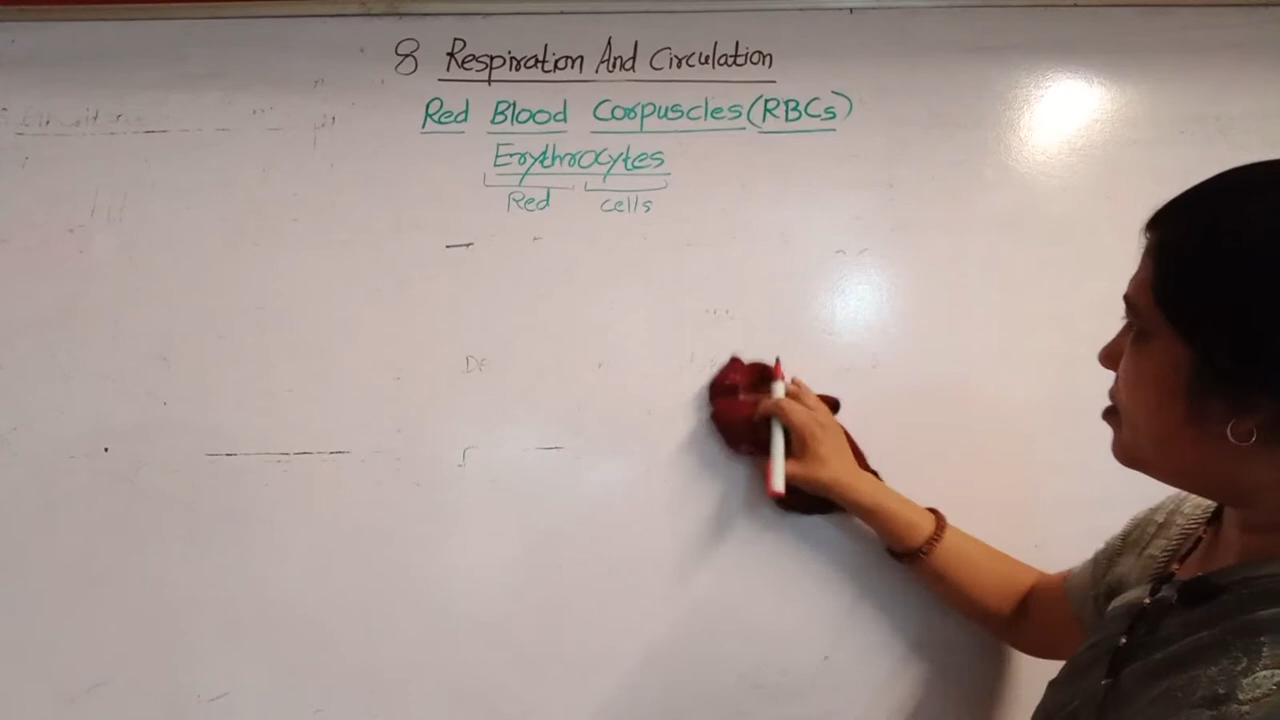 8 Respiration And Circulation
Red Blood Corpuscles (RBCs)
Erythrocytes
Red cells